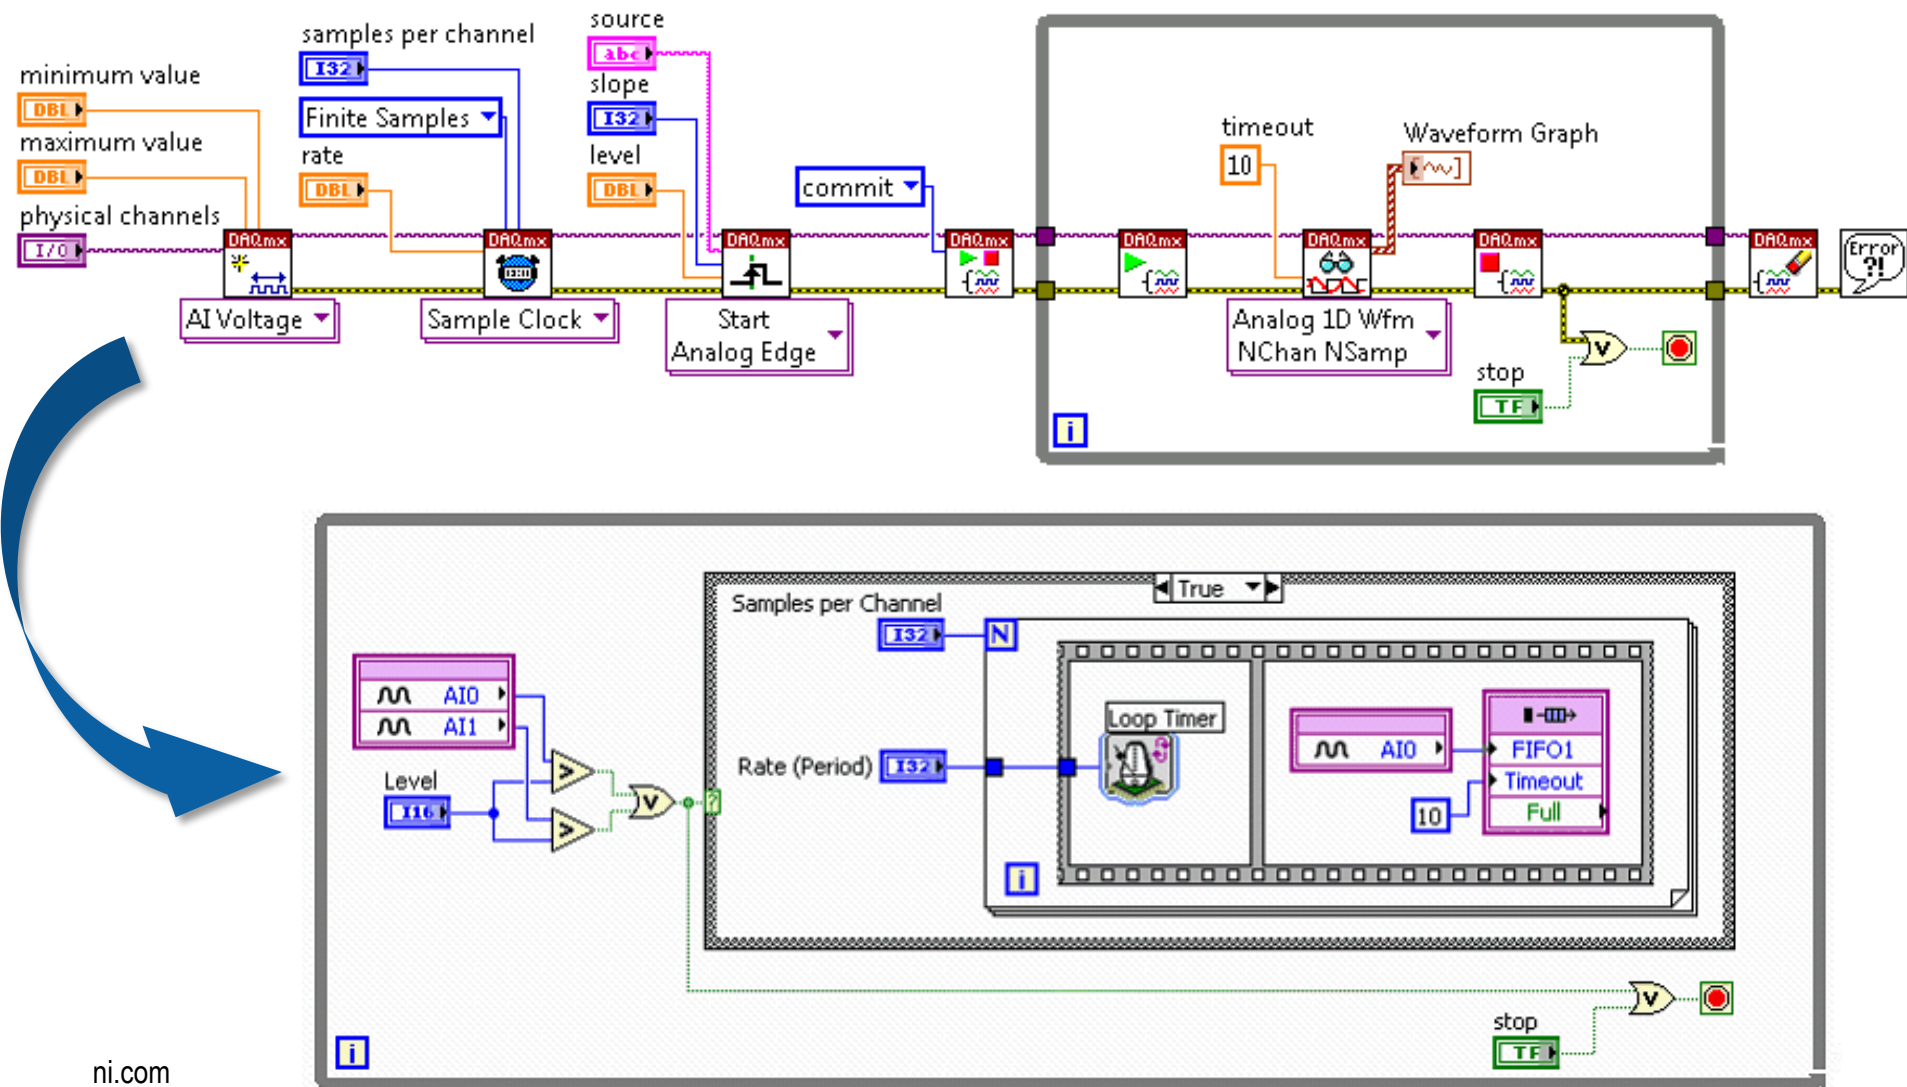 source
samples per channel
abc
minimum value
I32
slope
DBL
Finite Samples
I32
timeout
Waveform Graph
maximum value
rate
level
10
DBL
DBL
DBL
commit
physical channels
I/O
DAQmx
DAQmx
DAQmx
DAQmx
DAQmx
DAQmx
DAQmx
DAQmx
Error
?!
AI Voltage
Sample Clock
Start
Analog Edge
Analog 1D Wfm
NChan NSamp
V
stop
TF
i
True
Samples per Channel
I32
N
AI0
AI1
Loop Timer
AI0
FIFO1
Rate (Period)
I32
Timeout
Level
>
10
Full
I16
V
?
>
i
V
stop
TF
i
ni.com